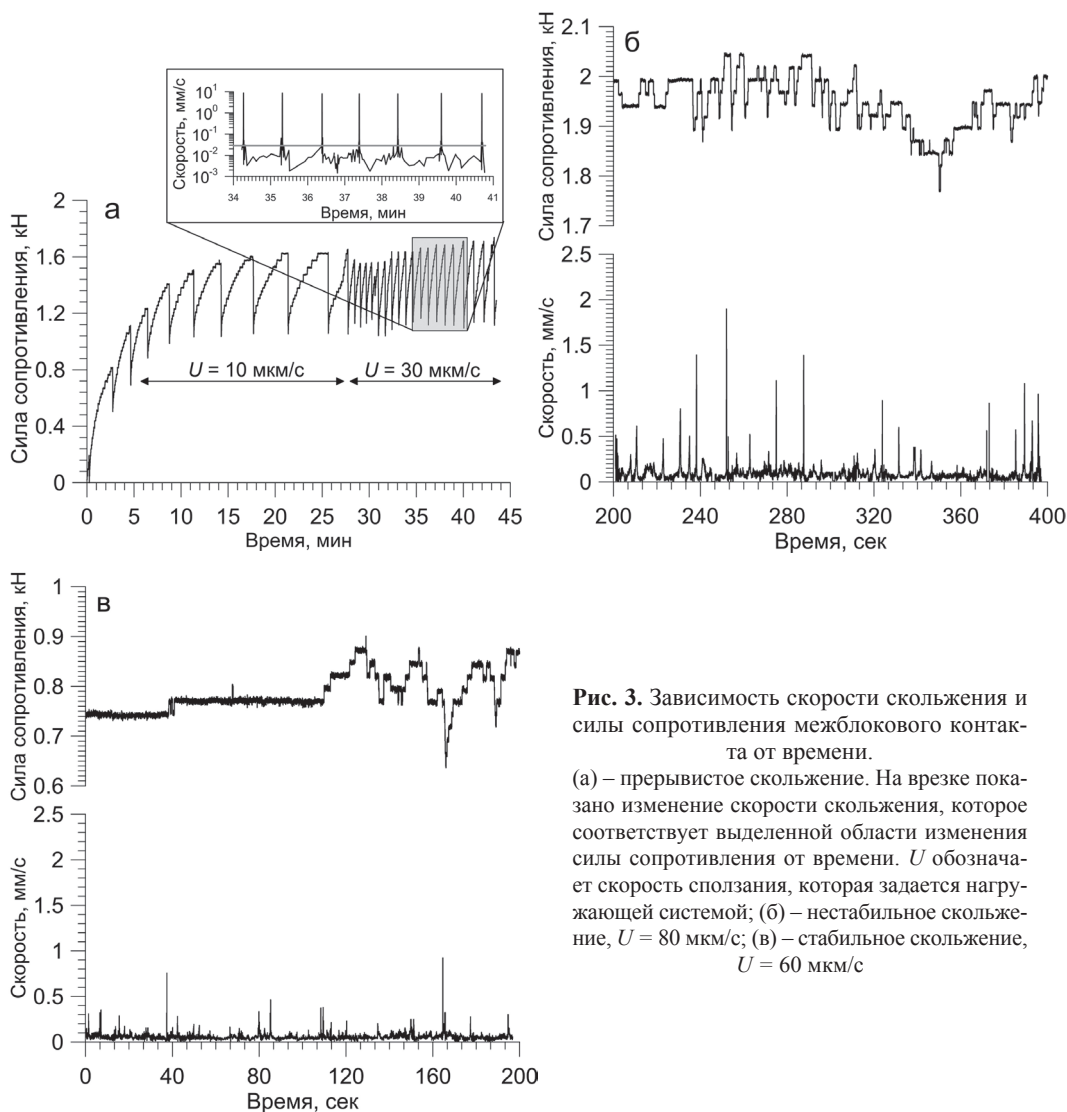 а
Сила сопротивления, кН
2
1.6
1.2
0.8
0.4
0
0 5 10 15 20 25 30 35 40 45
Время, мин
U = 10 мкм/с
U = 30 мкм/с
Скорость, мм/с
10¹
10⁰
10⁻¹
10⁻²
10⁻³
34 35 36 37 38 39 40 41
Время, мин
б
Сила сопротивления, кН
2.1
2
1.9
1.8
1.7
Скорость, мм/с
2.5
2
1.5
1
0.5
0
200 240 280 320 360 400
Время, сек
в
Сила сопротивления, кН
1
0.9
0.8
0.7
0.6
Скорость, мм/с
2.5
2
1.5
1
0.5
0
0 40 80 120 160 200
Время, сек
Рис. 3. Зависимость скорости скольжения и
силы сопротивления межблокового контак-
та от времени.
(а) – прерывистое скольжение. На врезке пока-
зано изменение скорости скольжения, которое
соответствует выделенной области изменения
силы сопротивления от времени. U обознача-
ет скорость сползания, которая задается нагру-
жающей системой; (б) – нестабильное скольже-
ние, U = 80 мкм/с; (в) – стабильное скольжение,
U = 60 мкм/с